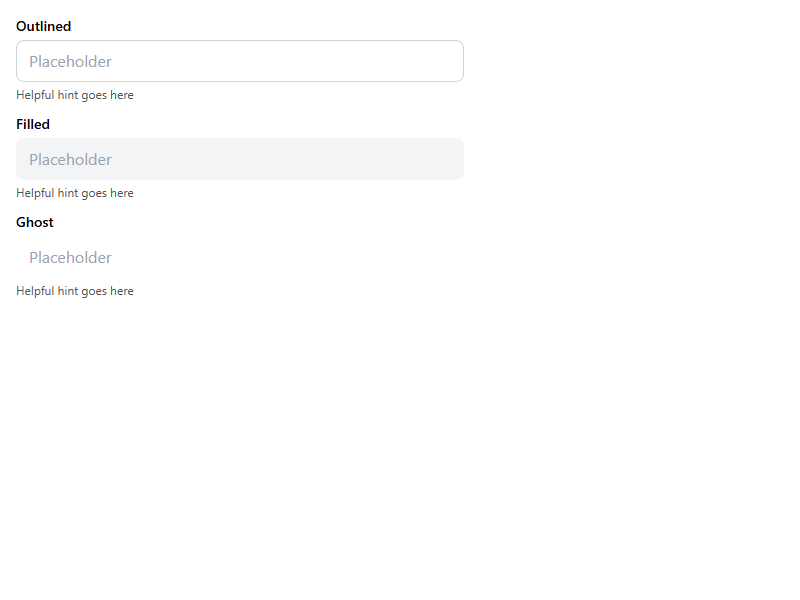 Outlined
Placeholder
Helpful hint goes here
Filled
Placeholder
Helpful hint goes here
Ghost
Placeholder
Helpful hint goes here